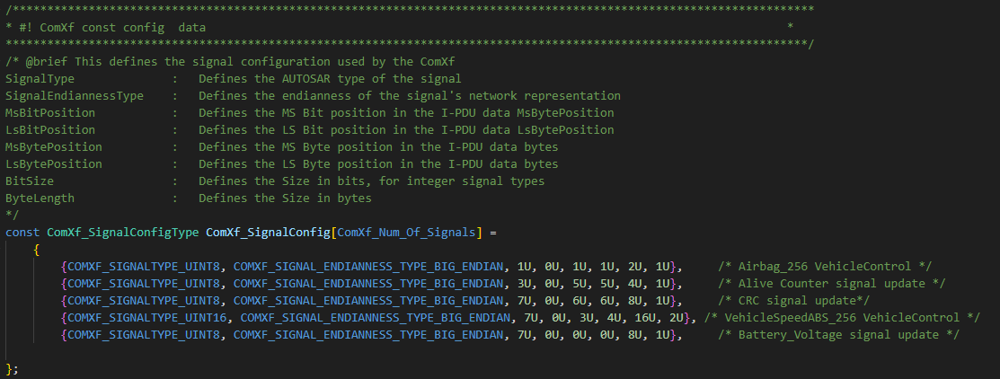 /********************************************************************************************************************
* #! ComXf const config  data                                                                                    *
********************************************************************************************************************/
/* @brief This defines the signal configuration used by the ComXf
SignalType              :   Defines the AUTOSAR type of the signal
SignalEndiannessType    :   Defines the endianness of the signal's network representation
MsBitPosition           :   Defines the MS Bit position in the I-PDU data MsBytePosition
LsBitPosition           :   Defines the LS Bit position in the I-PDU data LsBytePosition
MsBytePosition          :   Defines the MS Byte position in the I-PDU data bytes
LsBytePosition          :   Defines the LS Byte position in the I-PDU data bytes
BitSize                 :   Defines the Size in bits, for integer signal types
ByteLength              :   Defines the Size in bytes
*/
const ComXf_SignalConfigType ComXf_SignalConfig[ComXf_Num_Of_Signals] =
    {
        {COMXF_SIGNALTYPE_UINT8, COMXF_SIGNAL_ENDIANNESS_TYPE_BIG_ENDIAN, 1U, 0U, 1U, 1U, 2U, 1U},     /* Airbag_256 VehicleControl */
        {COMXF_SIGNALTYPE_UINT8, COMXF_SIGNAL_ENDIANNESS_TYPE_BIG_ENDIAN, 3U, 0U, 5U, 5U, 4U, 1U},     /* Alive Counter signal update */
        {COMXF_SIGNALTYPE_UINT8, COMXF_SIGNAL_ENDIANNESS_TYPE_BIG_ENDIAN, 7U, 0U, 6U, 6U, 8U, 1U},     /* CRC signal update*/
        {COMXF_SIGNALTYPE_UINT16, COMXF_SIGNAL_ENDIANNESS_TYPE_BIG_ENDIAN, 7U, 0U, 3U, 4U, 16U, 2U}, /* VehicleSpeedABS_256 VehicleControl */
        {COMXF_SIGNALTYPE_UINT8, COMXF_SIGNAL_ENDIANNESS_TYPE_BIG_ENDIAN, 7U, 0U, 0U, 0U, 8U, 1U},     /* Battery_Voltage signal update */
};